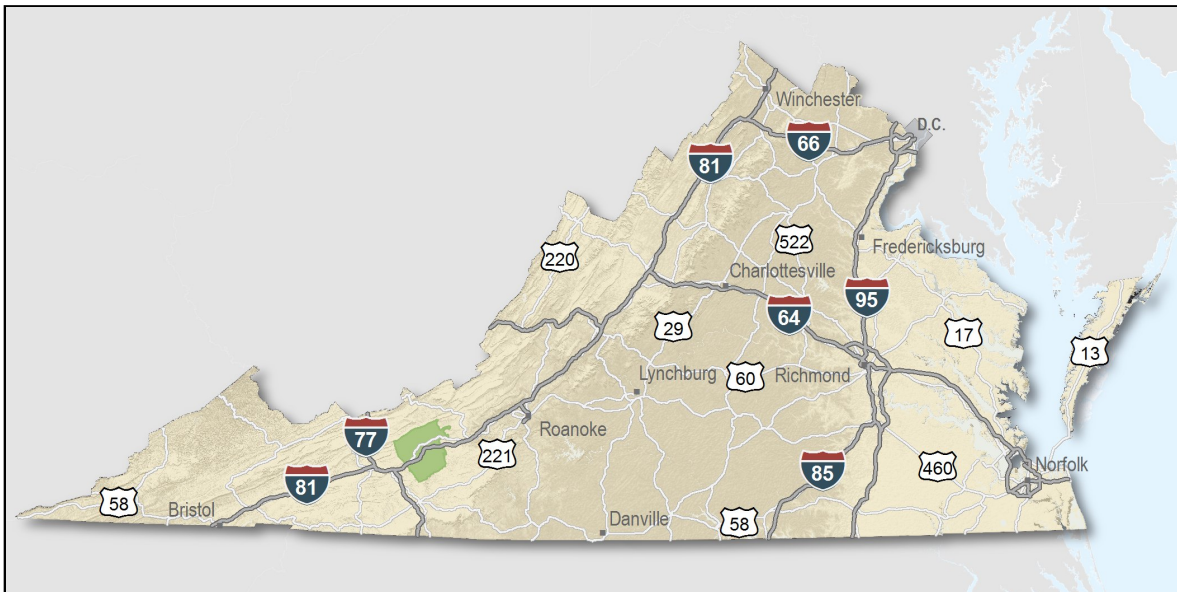 Winchester
D.C.
66
81
522
Fredericksburg
220
Charlottesville
95
64
29
17
13
Lynchburg
60
Richmond
77
Roanoke
221
81
85
460
Norfolk
58
Bristol
Danville
58